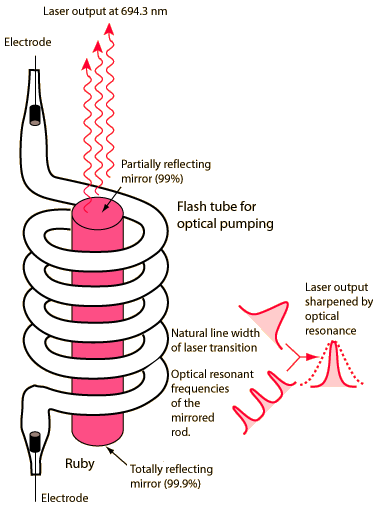 Laser output at 694.3 nm
Electrode
Partially reflecting
mirror (99%)
Flash tube for
optical pumping
Laser output
sharpened by
optical
resonance
Natural line width
of laser transition
Optical resonant
frequencies
of the
mirrored
rod.
Ruby
Totally reflecting
mirror (99.9%)
Electrode